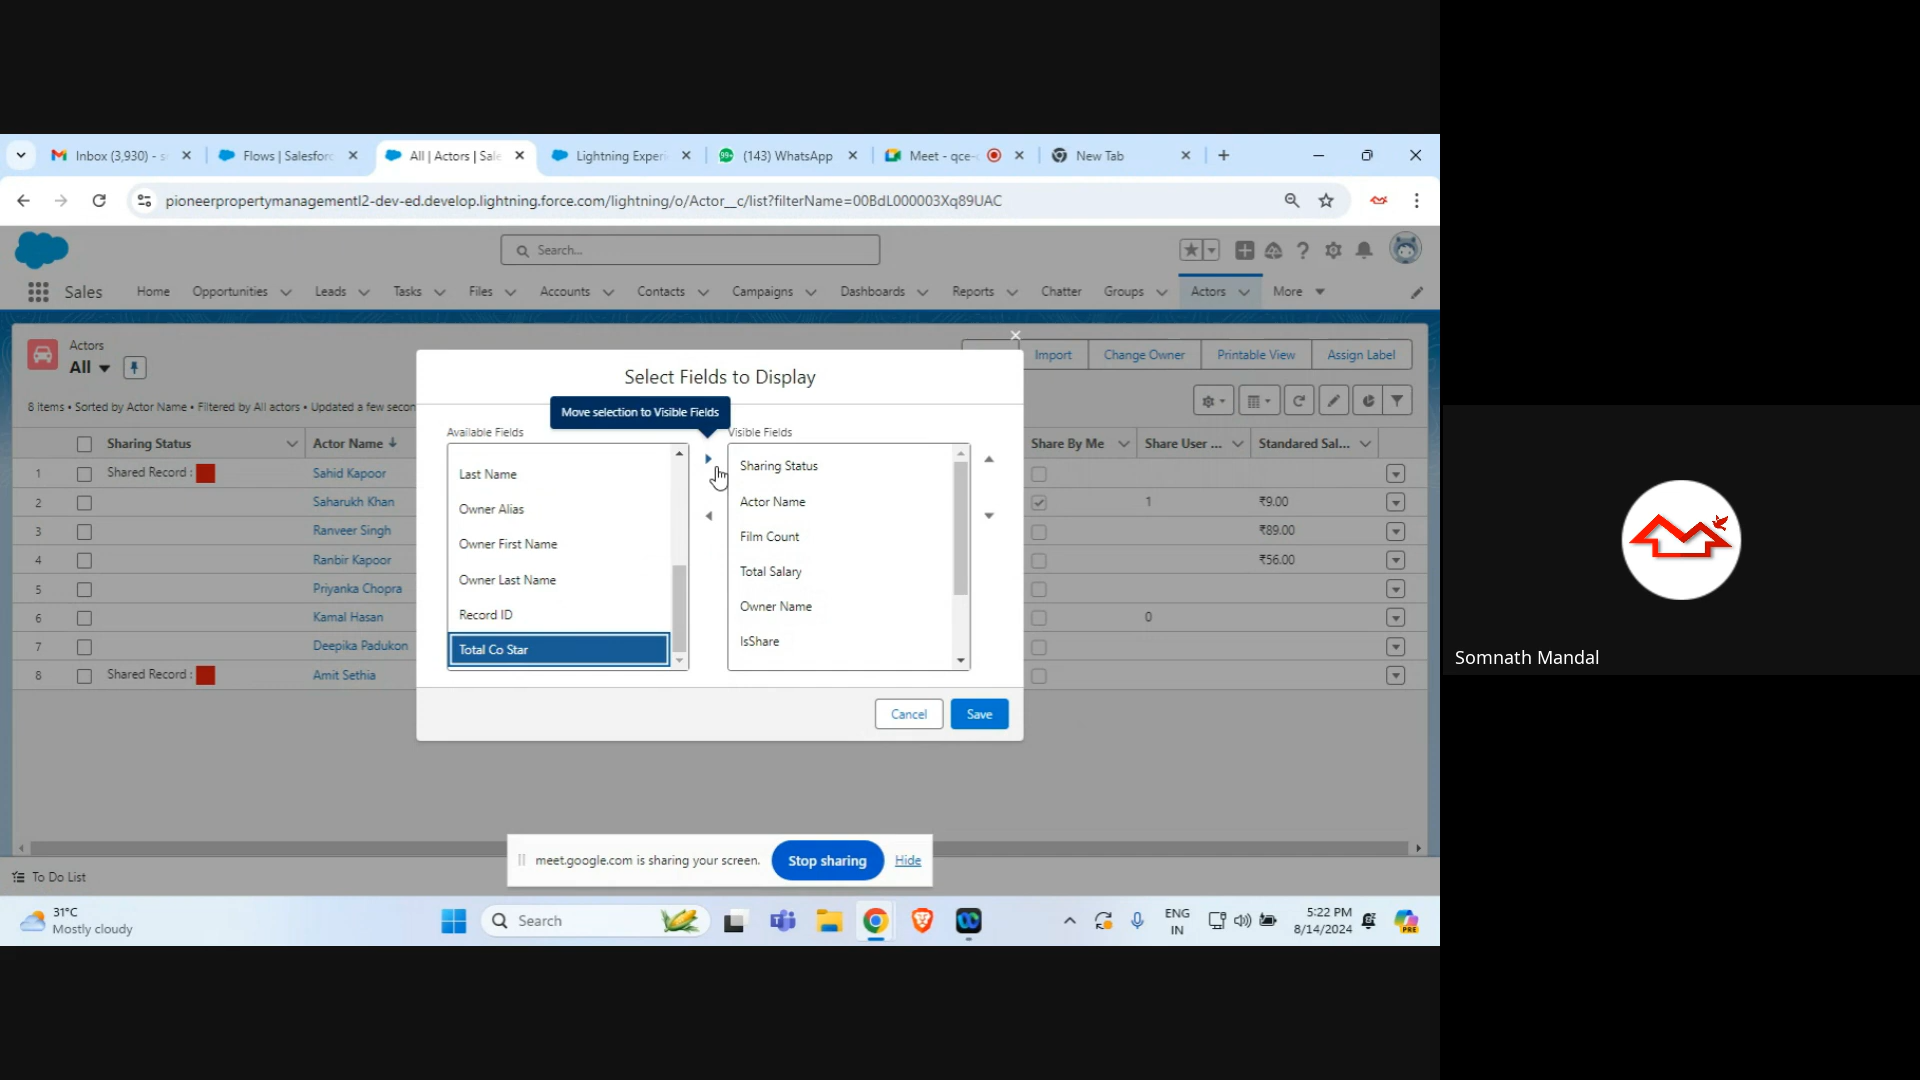 Inbox (3,930) - s
Flows | Salesforc
All | Actors | Sale
Lightning Experi
99+
(143) WhatsApp
Meet - qce-
New Tab
pioneerpropertymanagementl2-dev-ed.develop.lightning.force.com/lightning/o/Actor__c/list?filterName=00BdL000003Xq89UAC
Search...
Sales
Home
Opportunities
Leads
Tasks
Files
Accounts
Contacts
Campaigns
Dashboards
Reports
Chatter
Groups
Actors
More
Actors
All
Import
Change Owner
Printable View
Assign Label
8 items • Sorted by Actor Name • Filtered by All actors • Updated a few secon
Sharing Status
Actor Name
Share By Me
Share User ...
Standared Sal...
1
Shared Record :
Sahid Kapoor
2
Saharukh Khan
1
₹9.00
3
Ranveer Singh
₹89.00
4
Ranbir Kapoor
₹56.00
5
Priyanka Chopra
6
Kamal Hasan
0
7
Deepika Padukon
8
Shared Record :
Amit Sethia
Select Fields to Display
Move selection to Visible Fields
Available Fields
Last Name
Owner Alias
Owner First Name
Owner Last Name
Record ID
Total Co Star
Visible Fields
Sharing Status
Actor Name
Film Count
Total Salary
Owner Name
IsShare
Cancel
Save
meet.google.com is sharing your screen.
Stop sharing
Hide
To Do List
31°C
Mostly cloudy
Search
ENG
IN
5:22 PM
8/14/2024
PRE
Somnath Mandal